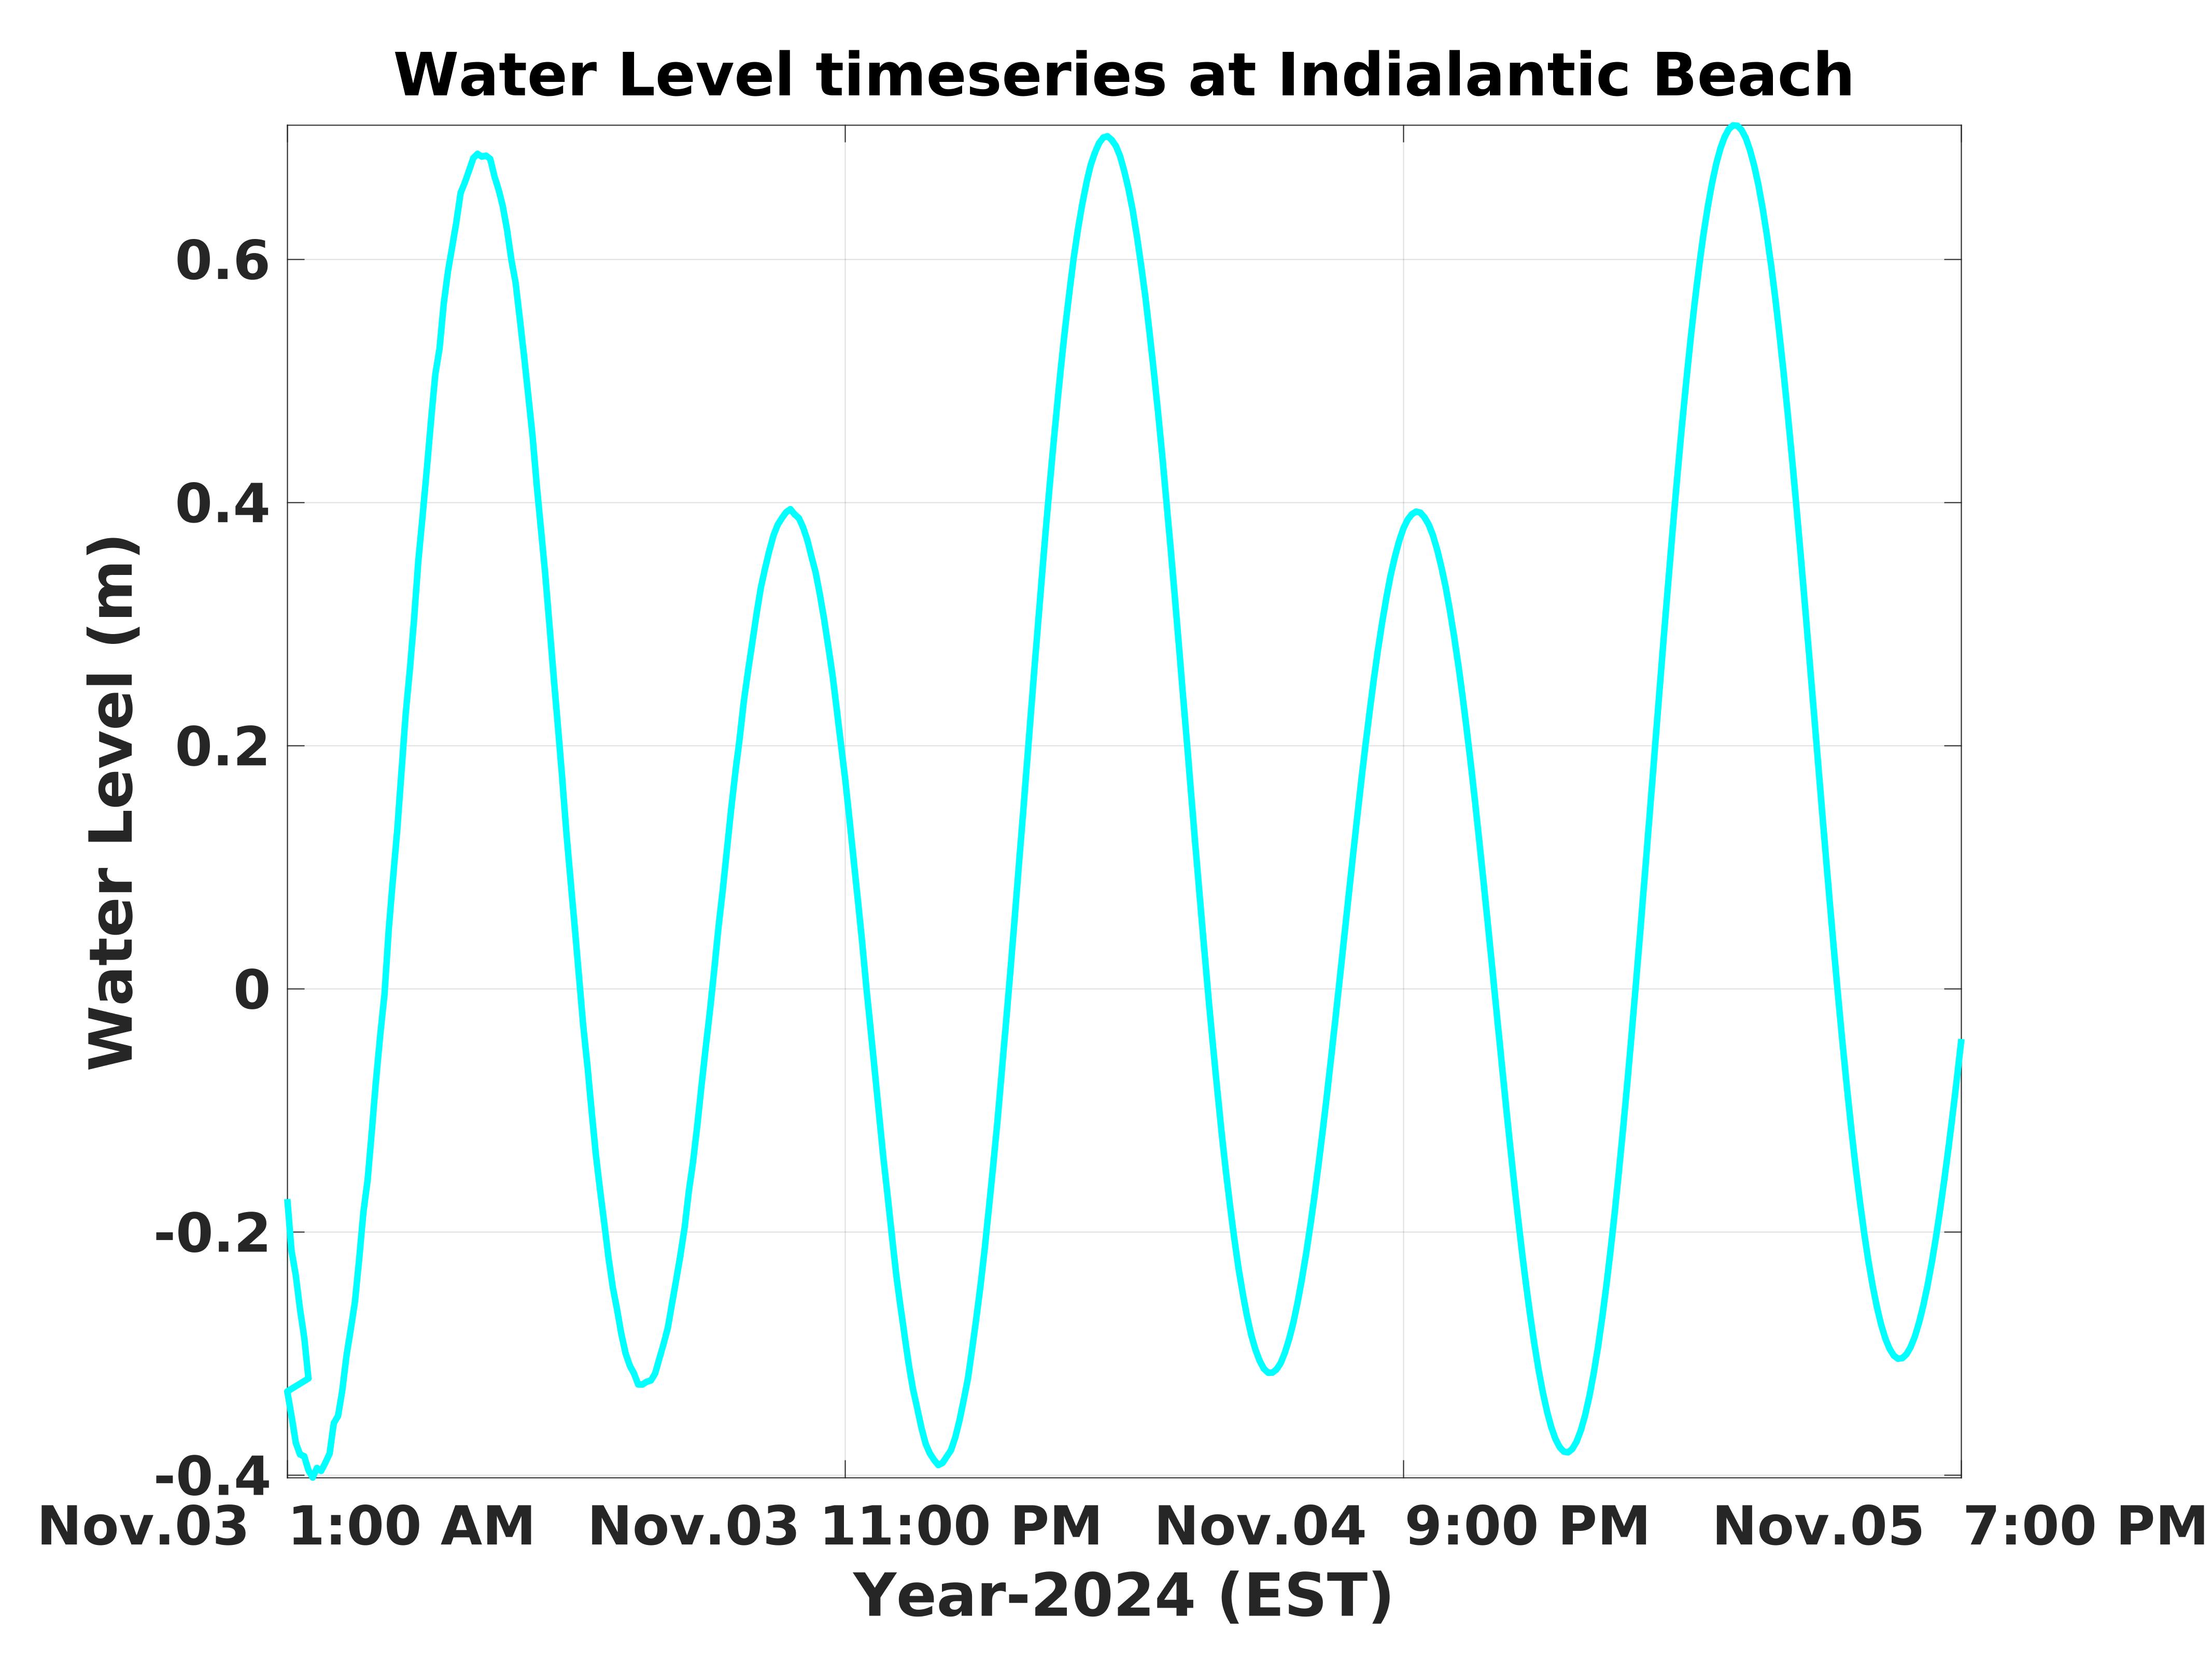 Water Level timeseries at Indialantic Beach
Water Level (m)
0.6
0.4
0.2
0
-0.2
-0.4
Nov.03 1:00 AM Nov.03 11:00 PM Nov.04 9:00 PM Nov.05 7:00 PM
Year-2024 (EST)